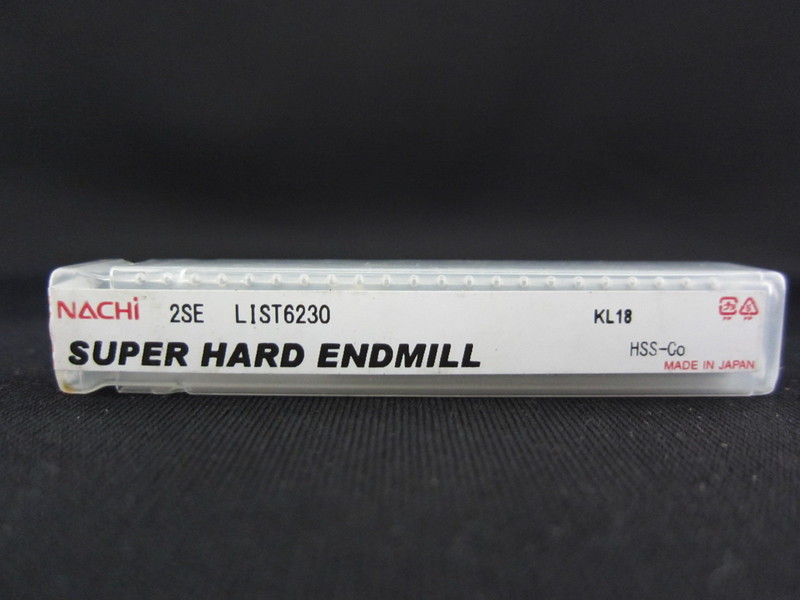 NACHi 2SE LIST6230 KL18
SUPER HARD ENDMILL HSS-Co
MADE IN JAPAN